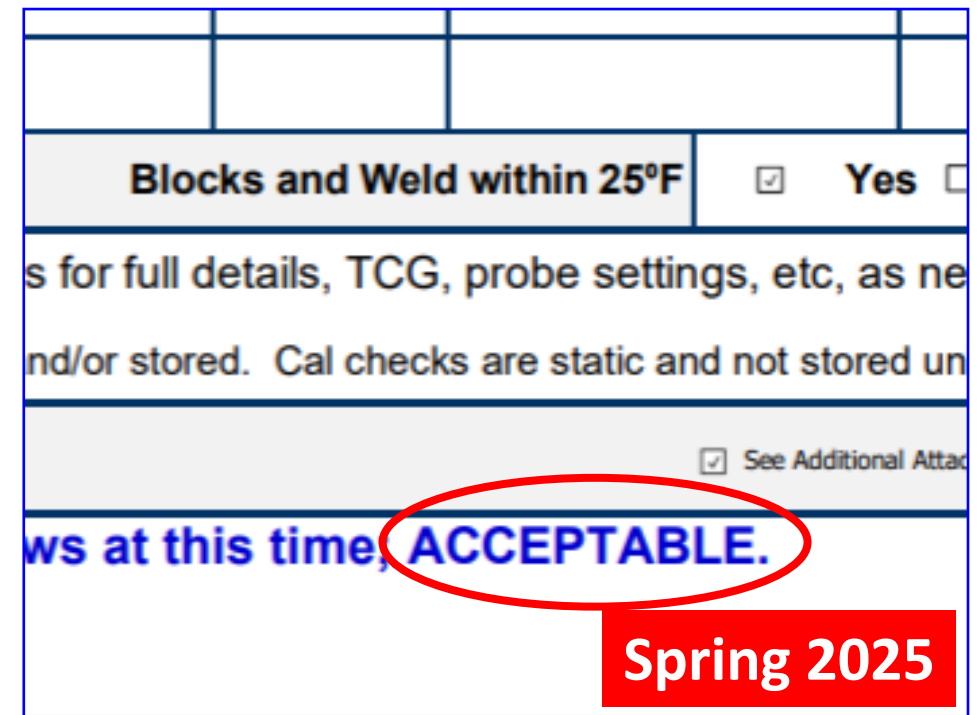 Blocks and Weld within 25ºF ☑ Yes ☐
s for full details, TCG, probe settings, etc, as ne
nd/or stored.  Cal checks are static and not stored un
☑ See Additional Attac
ws at this time, ACCEPTABLE.
Spring 2025